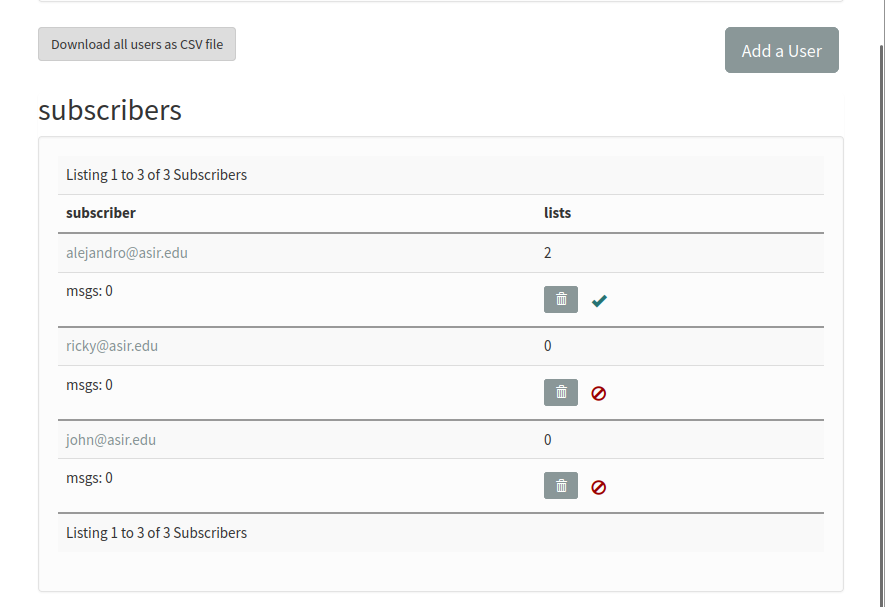 Download all users as CSV file
Add a User
subscribers
Listing 1 to 3 of 3 Subscribers
subscriber lists
alejandro@asir.edu 2
msgs: 0
ricky@asir.edu 0
msgs: 0
john@asir.edu 0
msgs: 0
Listing 1 to 3 of 3 Subscribers